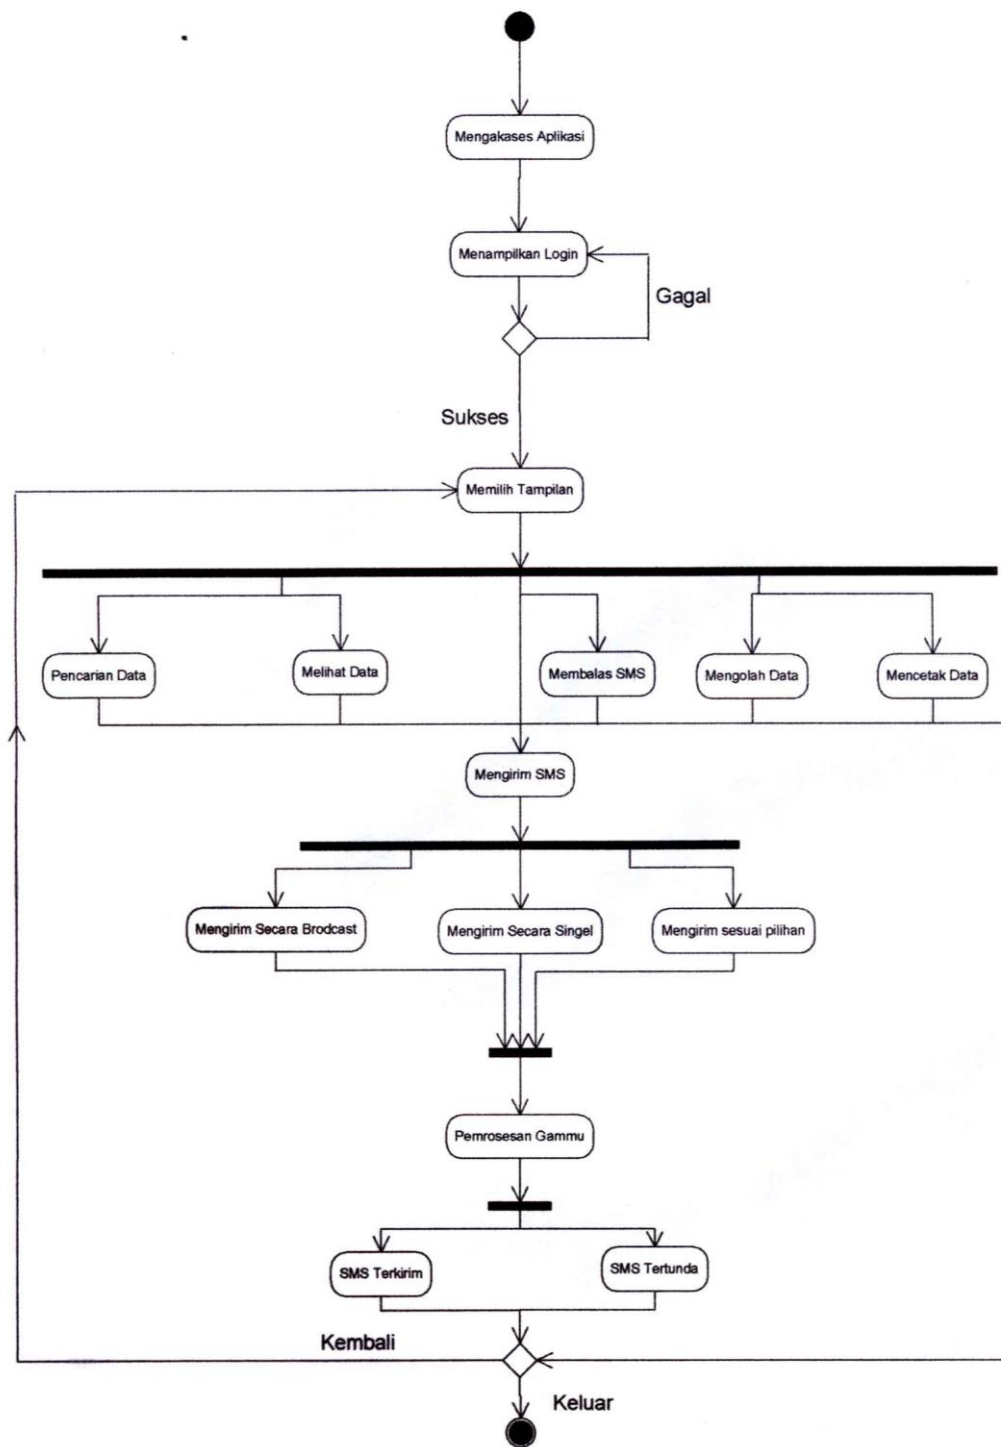 Mengakases Aplikasi
Menampilkan Login
Gagal
Sukses
Memilih Tampilan
Pencarian Data
Melihat Data
Membalas SMS
Mengolah Data
Mencetak Data
Mengirim SMS
Mengirim Secara Brodcast
Mengirim Secara Singel
Mengirim sesuai pilihan
Pemrosesan Gammu
SMS Terkirim
SMS Tertunda
Kembali
Keluar